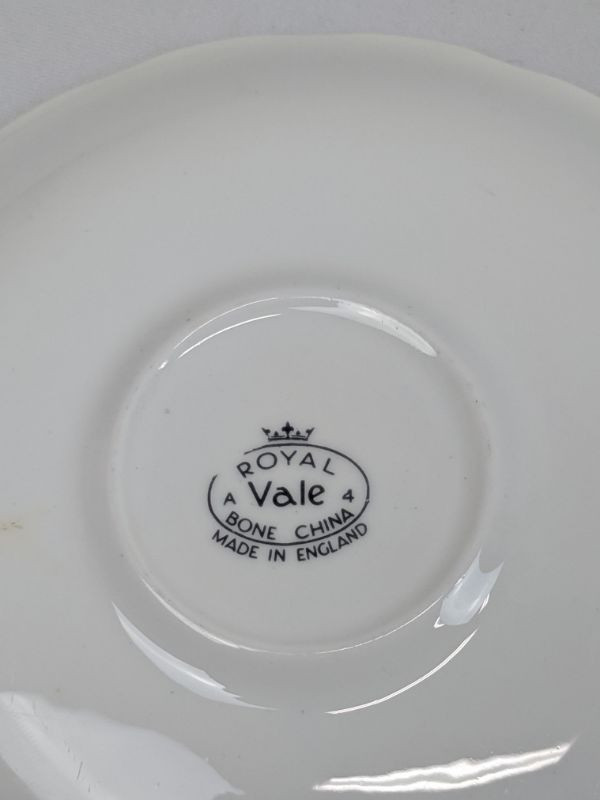 ROYAL
A Vale 4
BONE CHINA
MADE IN ENGLAND